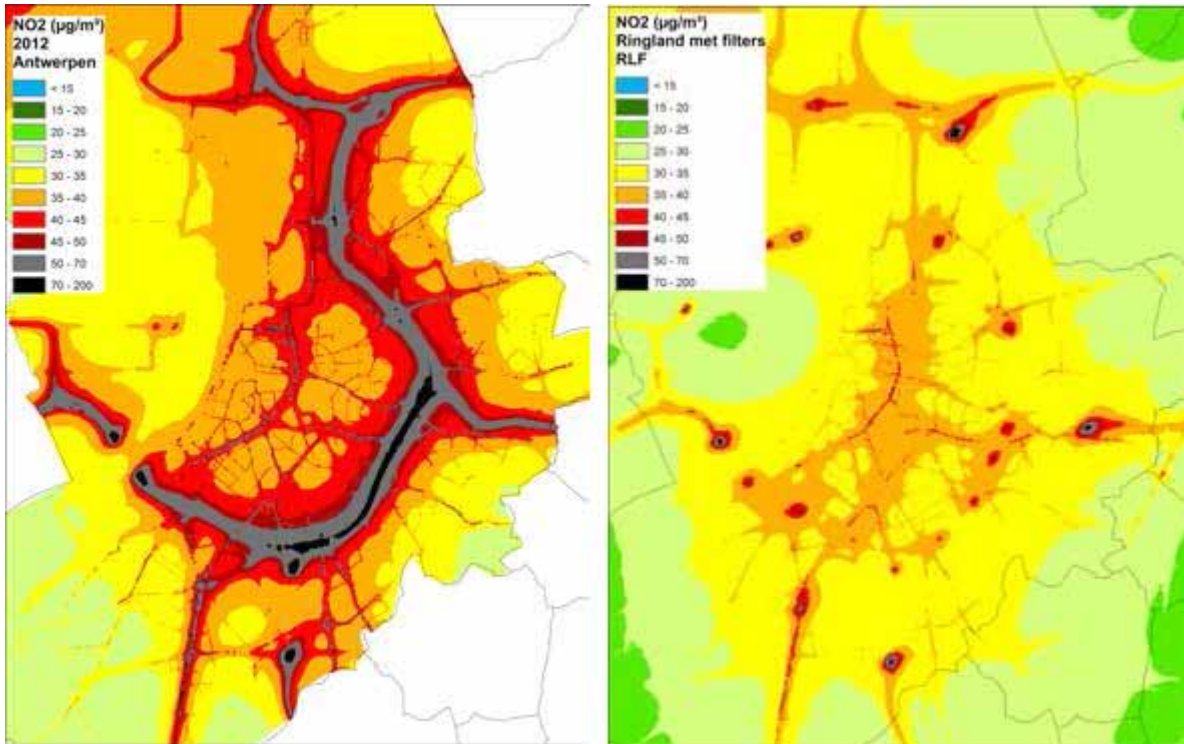 NO2 (µg/m³)
2012
Antwerpen
< 15
15 - 20
20 - 25
25 - 30
30 - 35
35 - 40
40 - 45
45 - 50
50 - 70
70 - 200
NO2 (µg/m³)
Ringland met filters
RLF
< 15
15 - 20
20 - 25
25 - 30
30 - 35
35 - 40
40 - 45
45 - 50
50 - 70
70 - 200